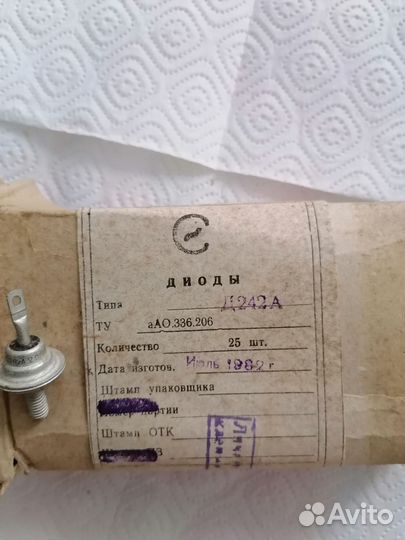 ДИОДЫ
Типа Д242А
ТУ аАО.336.206
Количество 25 шт.
Дата изготов. Июль 1982 г
Штамп упаковщика
партии
Штамп ОТК
Avito